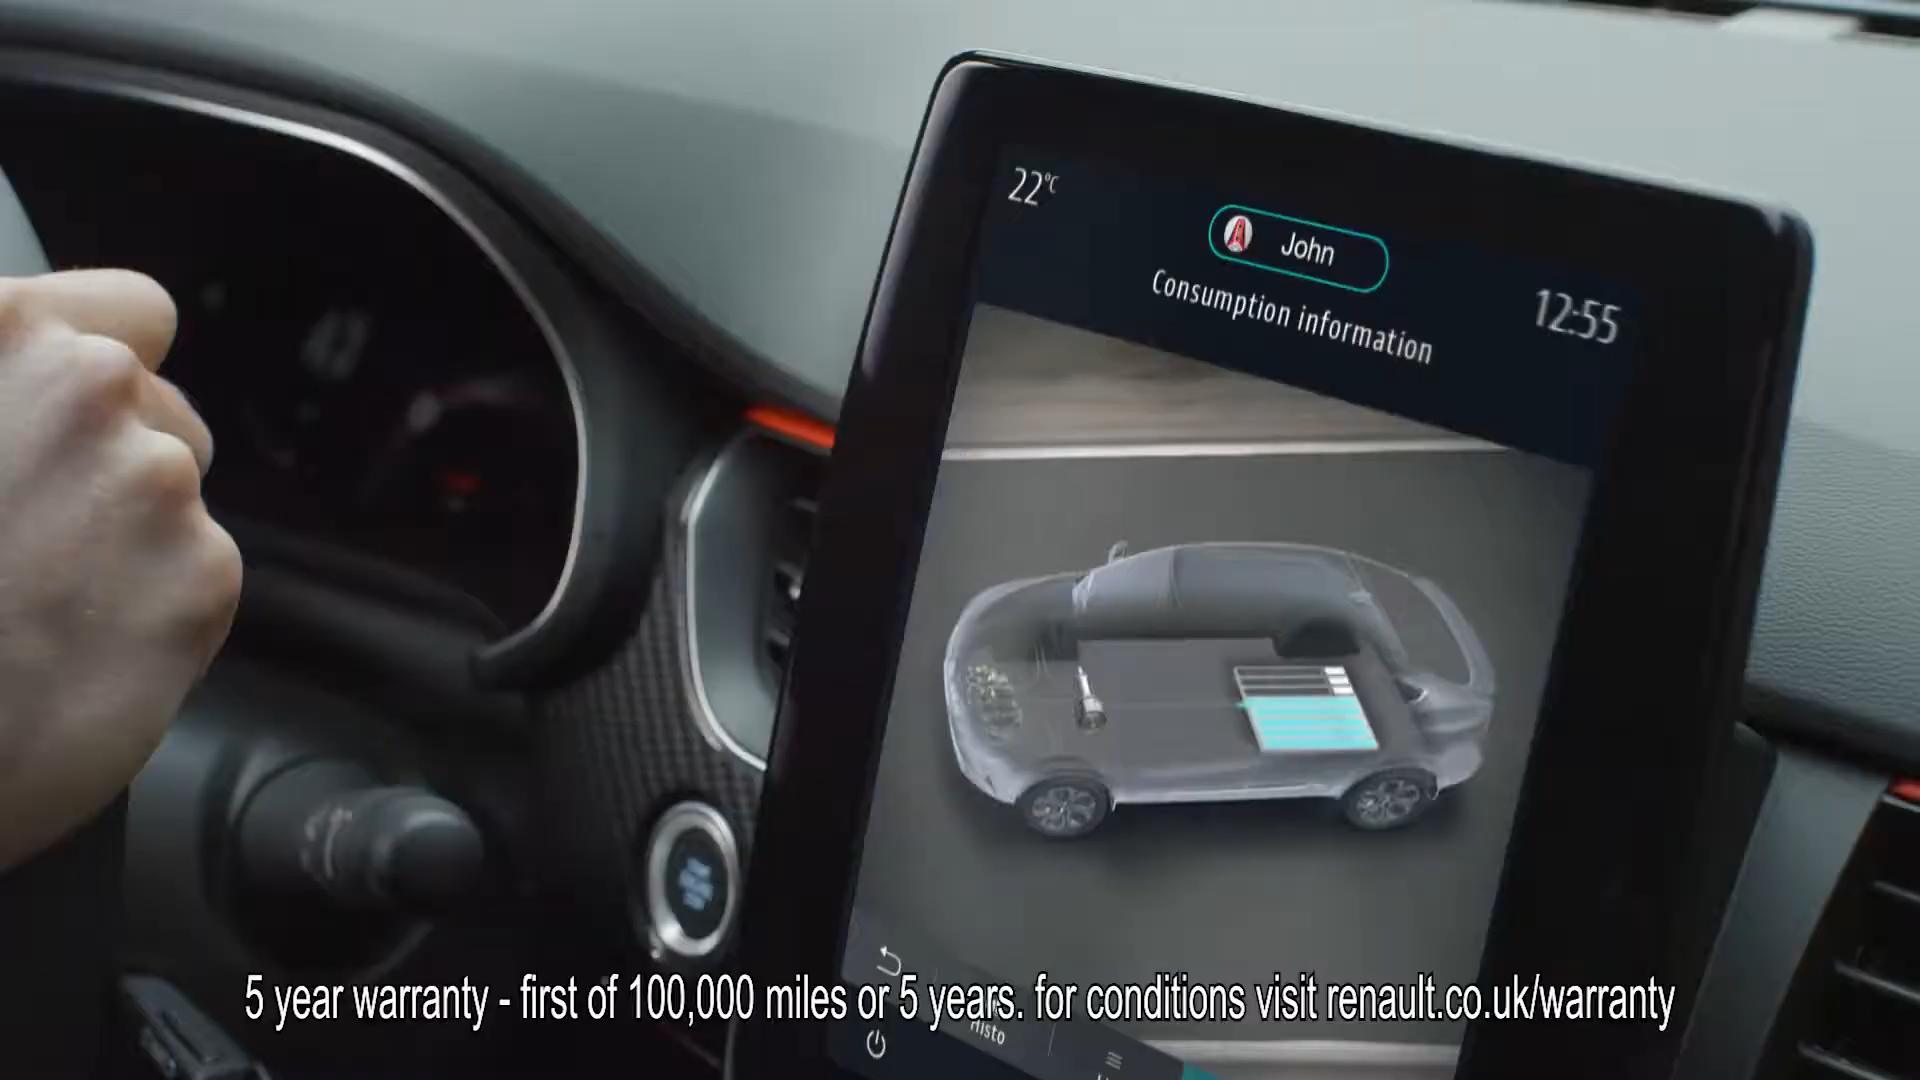 22°C
John
Consumption information
12:55
Histo
5 year warranty - first of 100,000 miles or 5 years. for conditions visit renault.co.uk/warranty